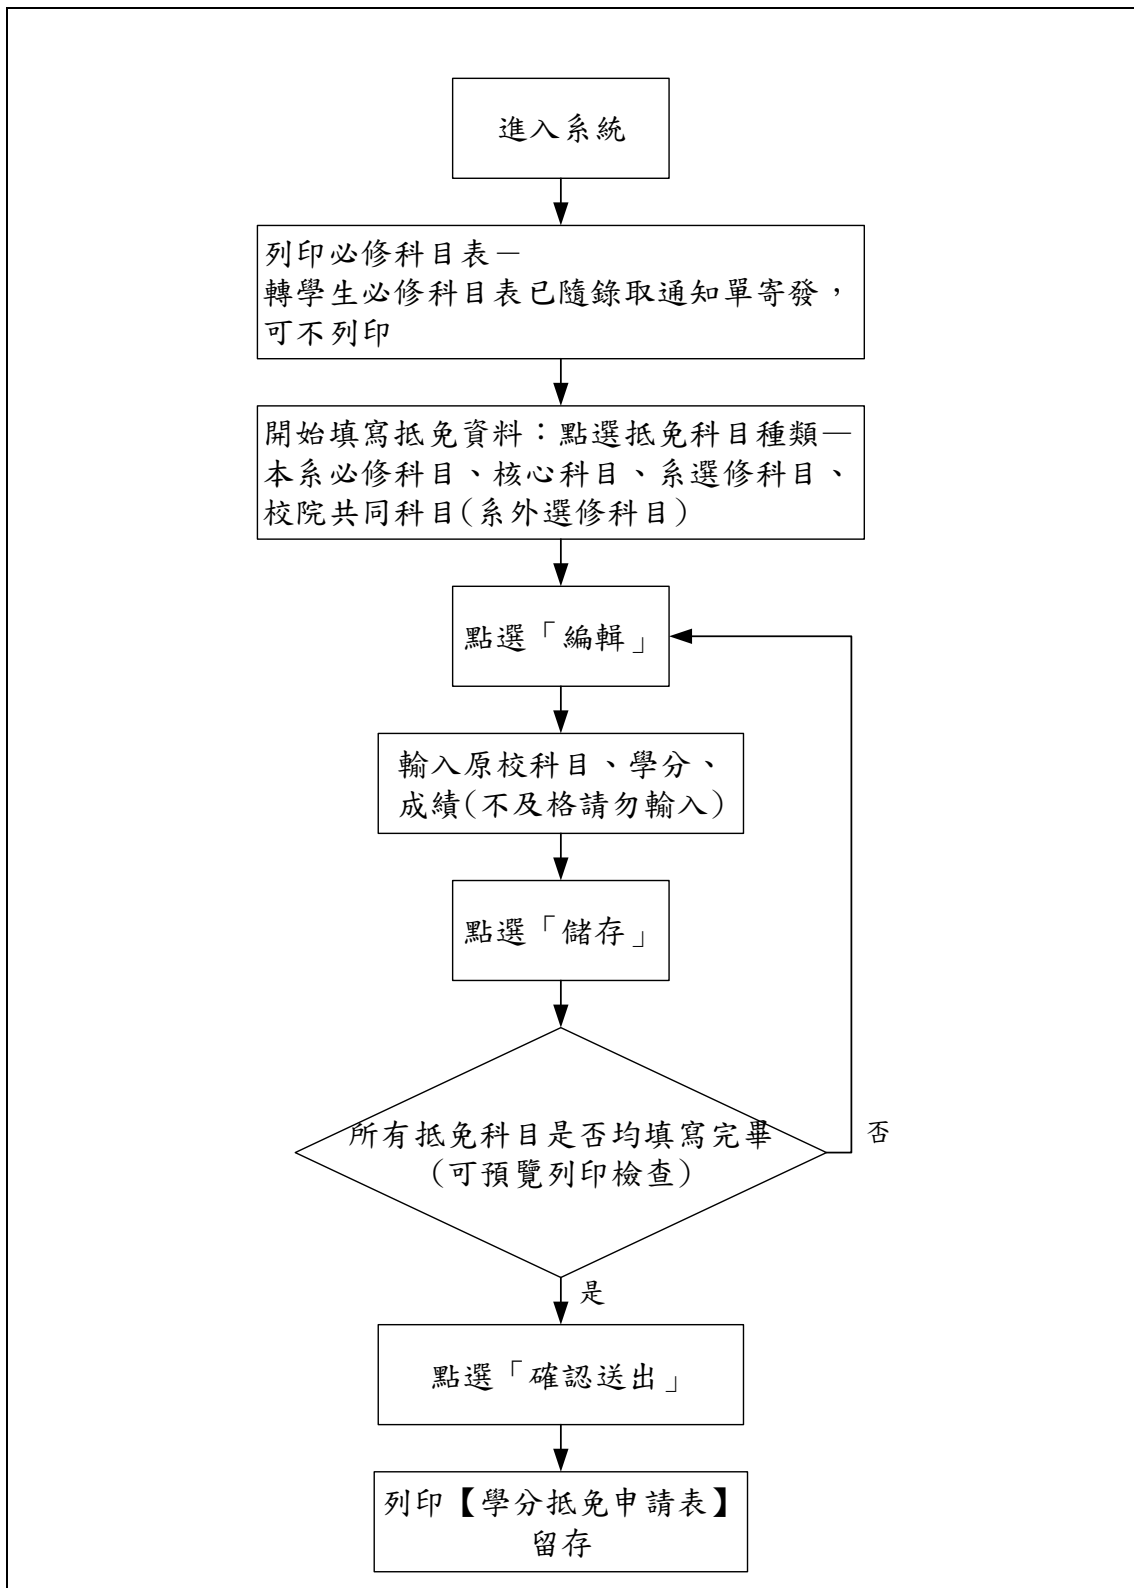 進入系統
列印必修科目表－
轉學生必修科目表已隨錄取通知單寄發，
可不列印
開始填寫抵免資料：點選抵免科目種類—
本系必修科目、核心科目、系選修科目、
校院共同科目(系外選修科目)
點選「編輯」
輸入原校科目、學分、
成績(不及格請勿輸入)
點選「儲存」
所有抵免科目是否均填寫完畢
(可預覽列印檢查)
否
是
點選「確認送出」
列印【學分抵免申請表】
留存